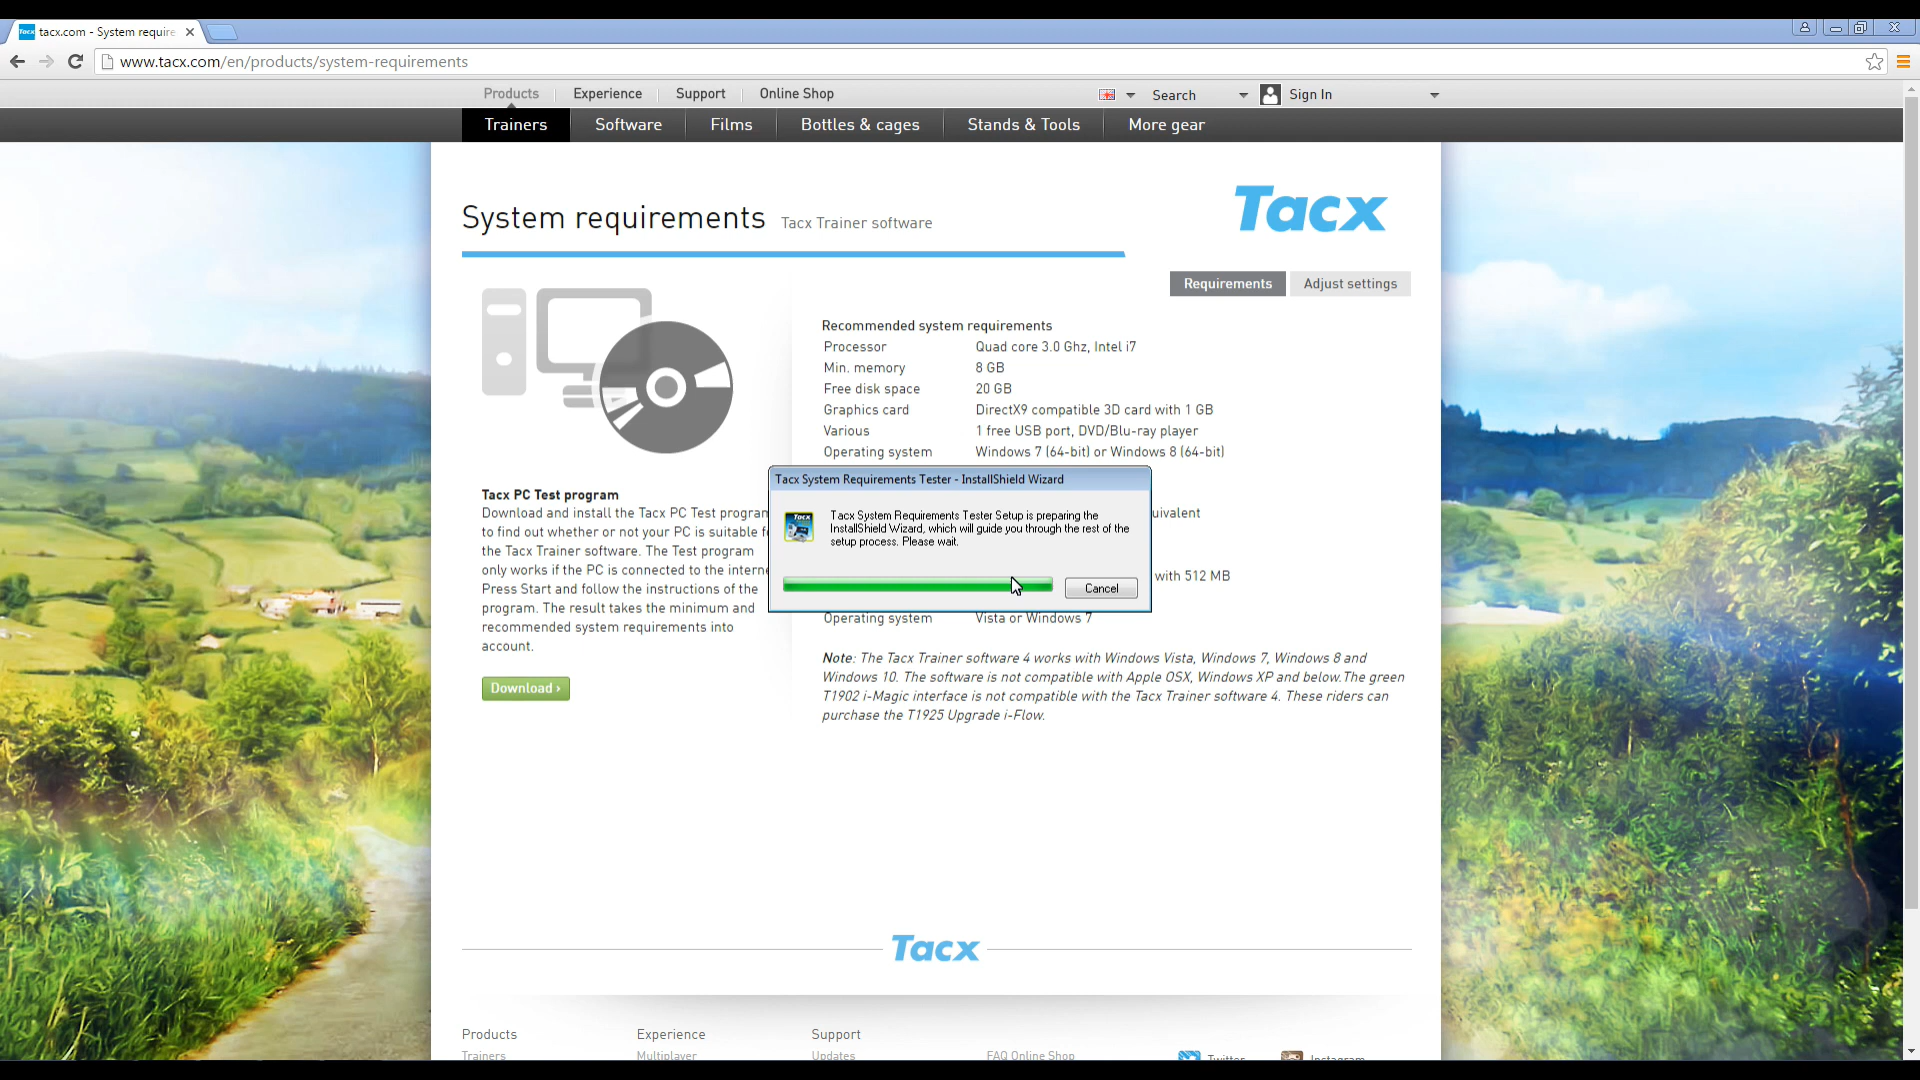 tacx.com - System require
www.tacx.com/en/products/system-requirements
Products
Experience
Support
Online Shop
Search
Sign In
Trainers
Software
Films
Bottles & cages
Stands & Tools
More gear
System requirements Tacx Trainer software
Tacx
Requirements
Adjust settings
Recommended system requirements
Processor Quad core 3.0 Ghz, Intel i7
Min. memory 8 GB
Free disk space 20 GB
Graphics card DirectX9 compatible 3D card with 1 GB
Various 1 free USB port, DVD/Blu-ray player
Operating system Windows 7 (64-bit) or Windows 8 (64-bit)
Tacx System Requirements Tester - InstallShield Wizard
Tacx System Requirements Tester Setup is preparing the
InstallShield Wizard, which will guide you through the rest of the
setup process. Please wait.
Cancel
with 512 MB
Operating system Vista or Windows 7
Tacx PC Test program
Download and install the Tacx PC Test program
to find out whether or not your PC is suitable
the Tacx Trainer software. The Test program
only works if the PC is connected to the
Press Start and follow the instructions of the
program. The result takes the minimum and
recommended system requirements into
account.
Download ›
Note: The Tacx Trainer software 4 works with Windows Vista, Windows 7, Windows 8 and
Windows 10. The software is not compatible with Apple OSX, Windows XP and below.The green
T1902 i-Magic interface is not compatible with the Tacx Trainer software 4. These riders can
purchase the T1925 Upgrade i-Flow.
Tacx
Products
Experience
Support
Trainers
Multiplayer
Updates
FAQ Online Shop
Twitter
Instagram